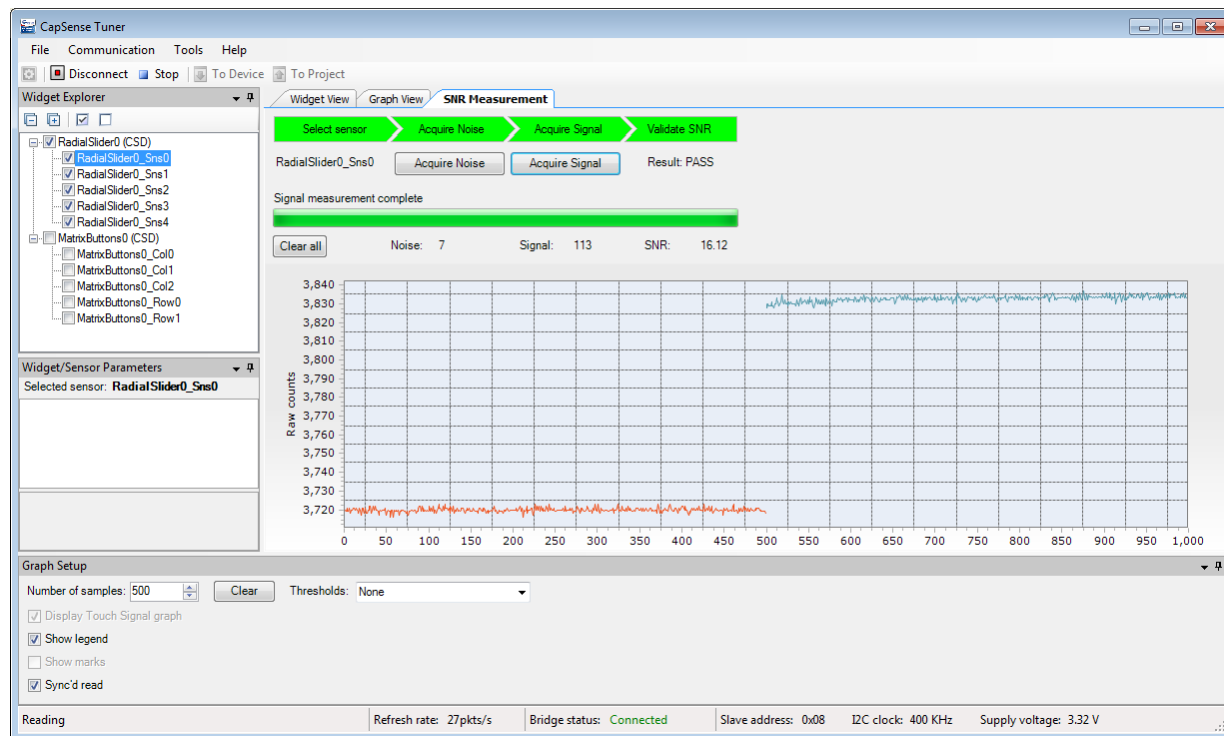 CapSense Tuner
File Communication Tools Help
Disconnect Stop To Device To Project
Widget Explorer
RadialSlider0 (CSD)
RadialSlider0_Sns0
RadialSlider0_Sns1
RadialSlider0_Sns2
RadialSlider0_Sns3
RadialSlider0_Sns4
MatrixButtons0 (CSD)
MatrixButtons0_Col0
MatrixButtons0_Col1
MatrixButtons0_Col2
MatrixButtons0_Row0
MatrixButtons0_Row1
Widget/Sensor Parameters
Selected sensor: RadialSlider0_Sns0
Widget View Graph View SNR Measurement
Select sensor Acquire Noise Acquire Signal Validate SNR
RadialSlider0_Sns0 Acquire Noise Acquire Signal Result: PASS
Signal measurement complete
Clear all Noise: 7 Signal: 113 SNR: 16.12
Raw counts
3,840
3,830
3,820
3,810
3,800
3,790
3,780
3,770
3,760
3,750
3,740
3,730
3,720
0 50 100 150 200 250 300 350 400 450 500 550 600 650 700 750 800 850 900 950 1,000
Graph Setup
Number of samples: 500 Clear Thresholds: None
Display Touch Signal graph
Show legend
Show marks
Sync'd read
Reading Refresh rate: 27pkts/s Bridge status: Connected Slave address: 0x08 I2C clock: 400 KHz Supply voltage: 3.32 V